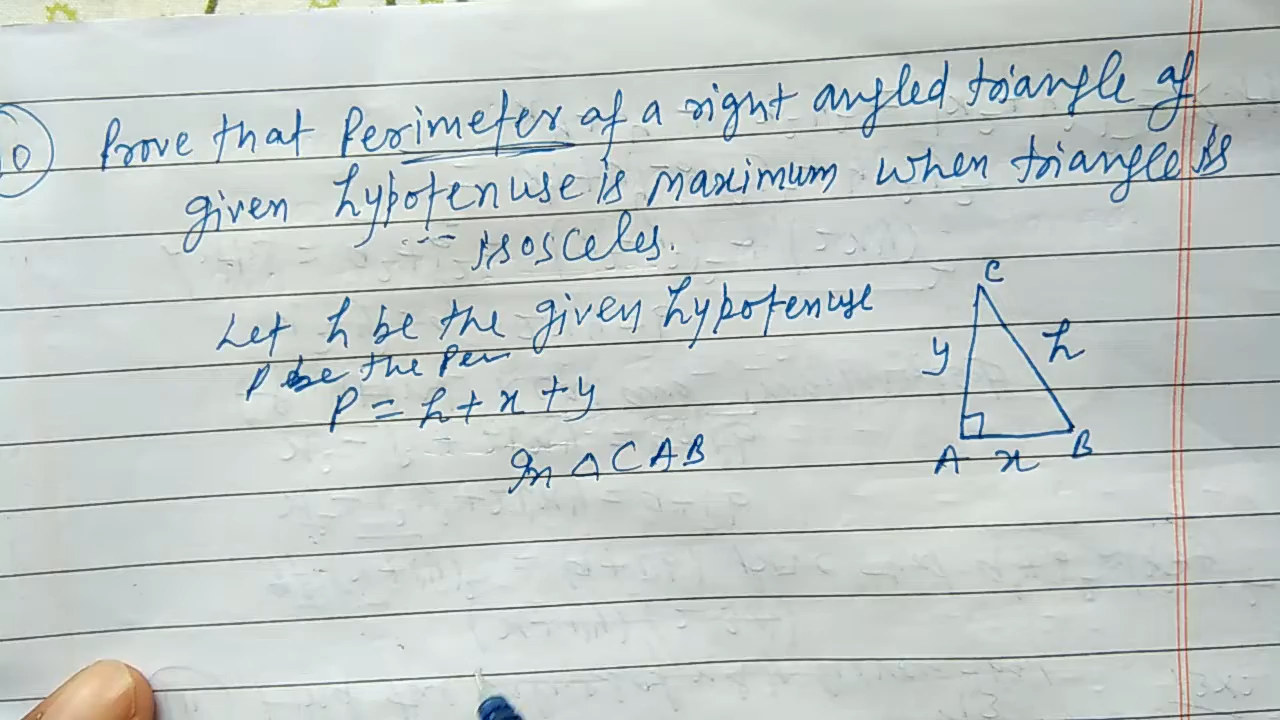 10) Prove that Perimeter of a right angled triangle of
given hypotenuse is maximum when triangle is
isosceles.
Let h be the given hypotenuse
P be the Per
P = h + x + y
In △CAB
C
y
h
A
x
B